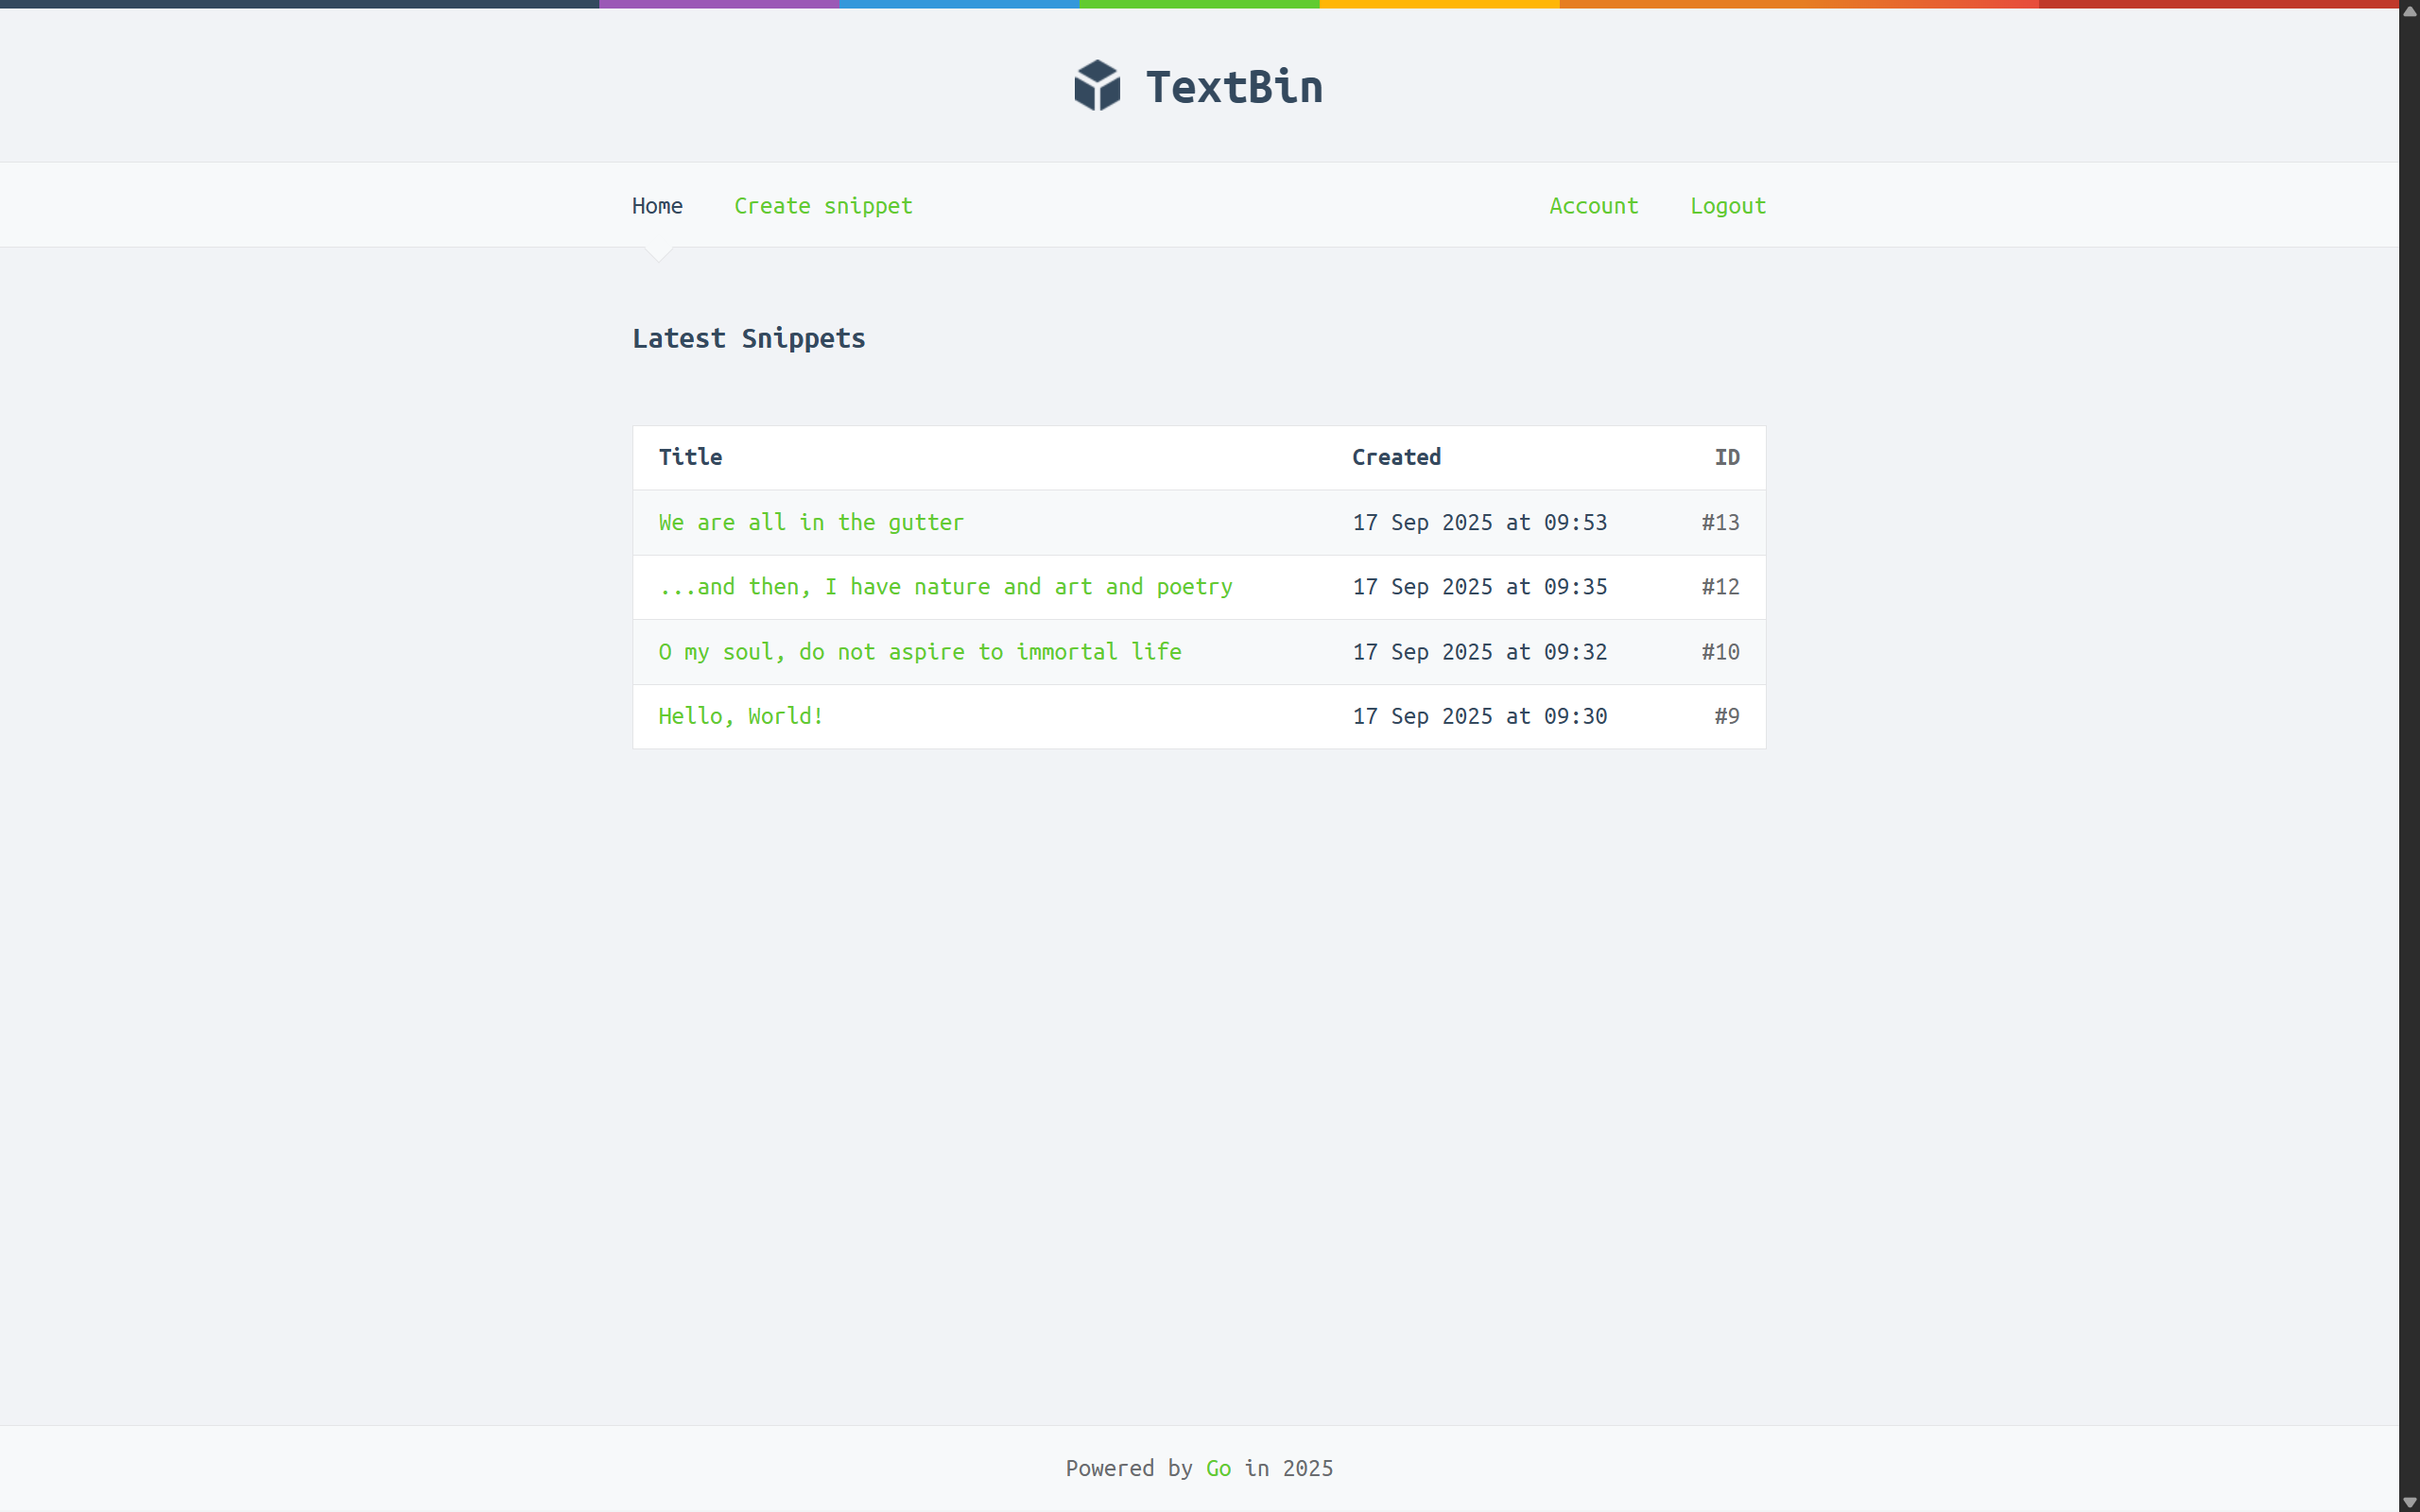 TextBin
Home Create snippet Account Logout
Latest Snippets
Title Created ID
We are all in the gutter 17 Sep 2025 at 09:53 #13
...and then, I have nature and art and poetry 17 Sep 2025 at 09:35 #12
O my soul, do not aspire to immortal life 17 Sep 2025 at 09:32 #10
Hello, World! 17 Sep 2025 at 09:30 #9
Powered by Go in 2025